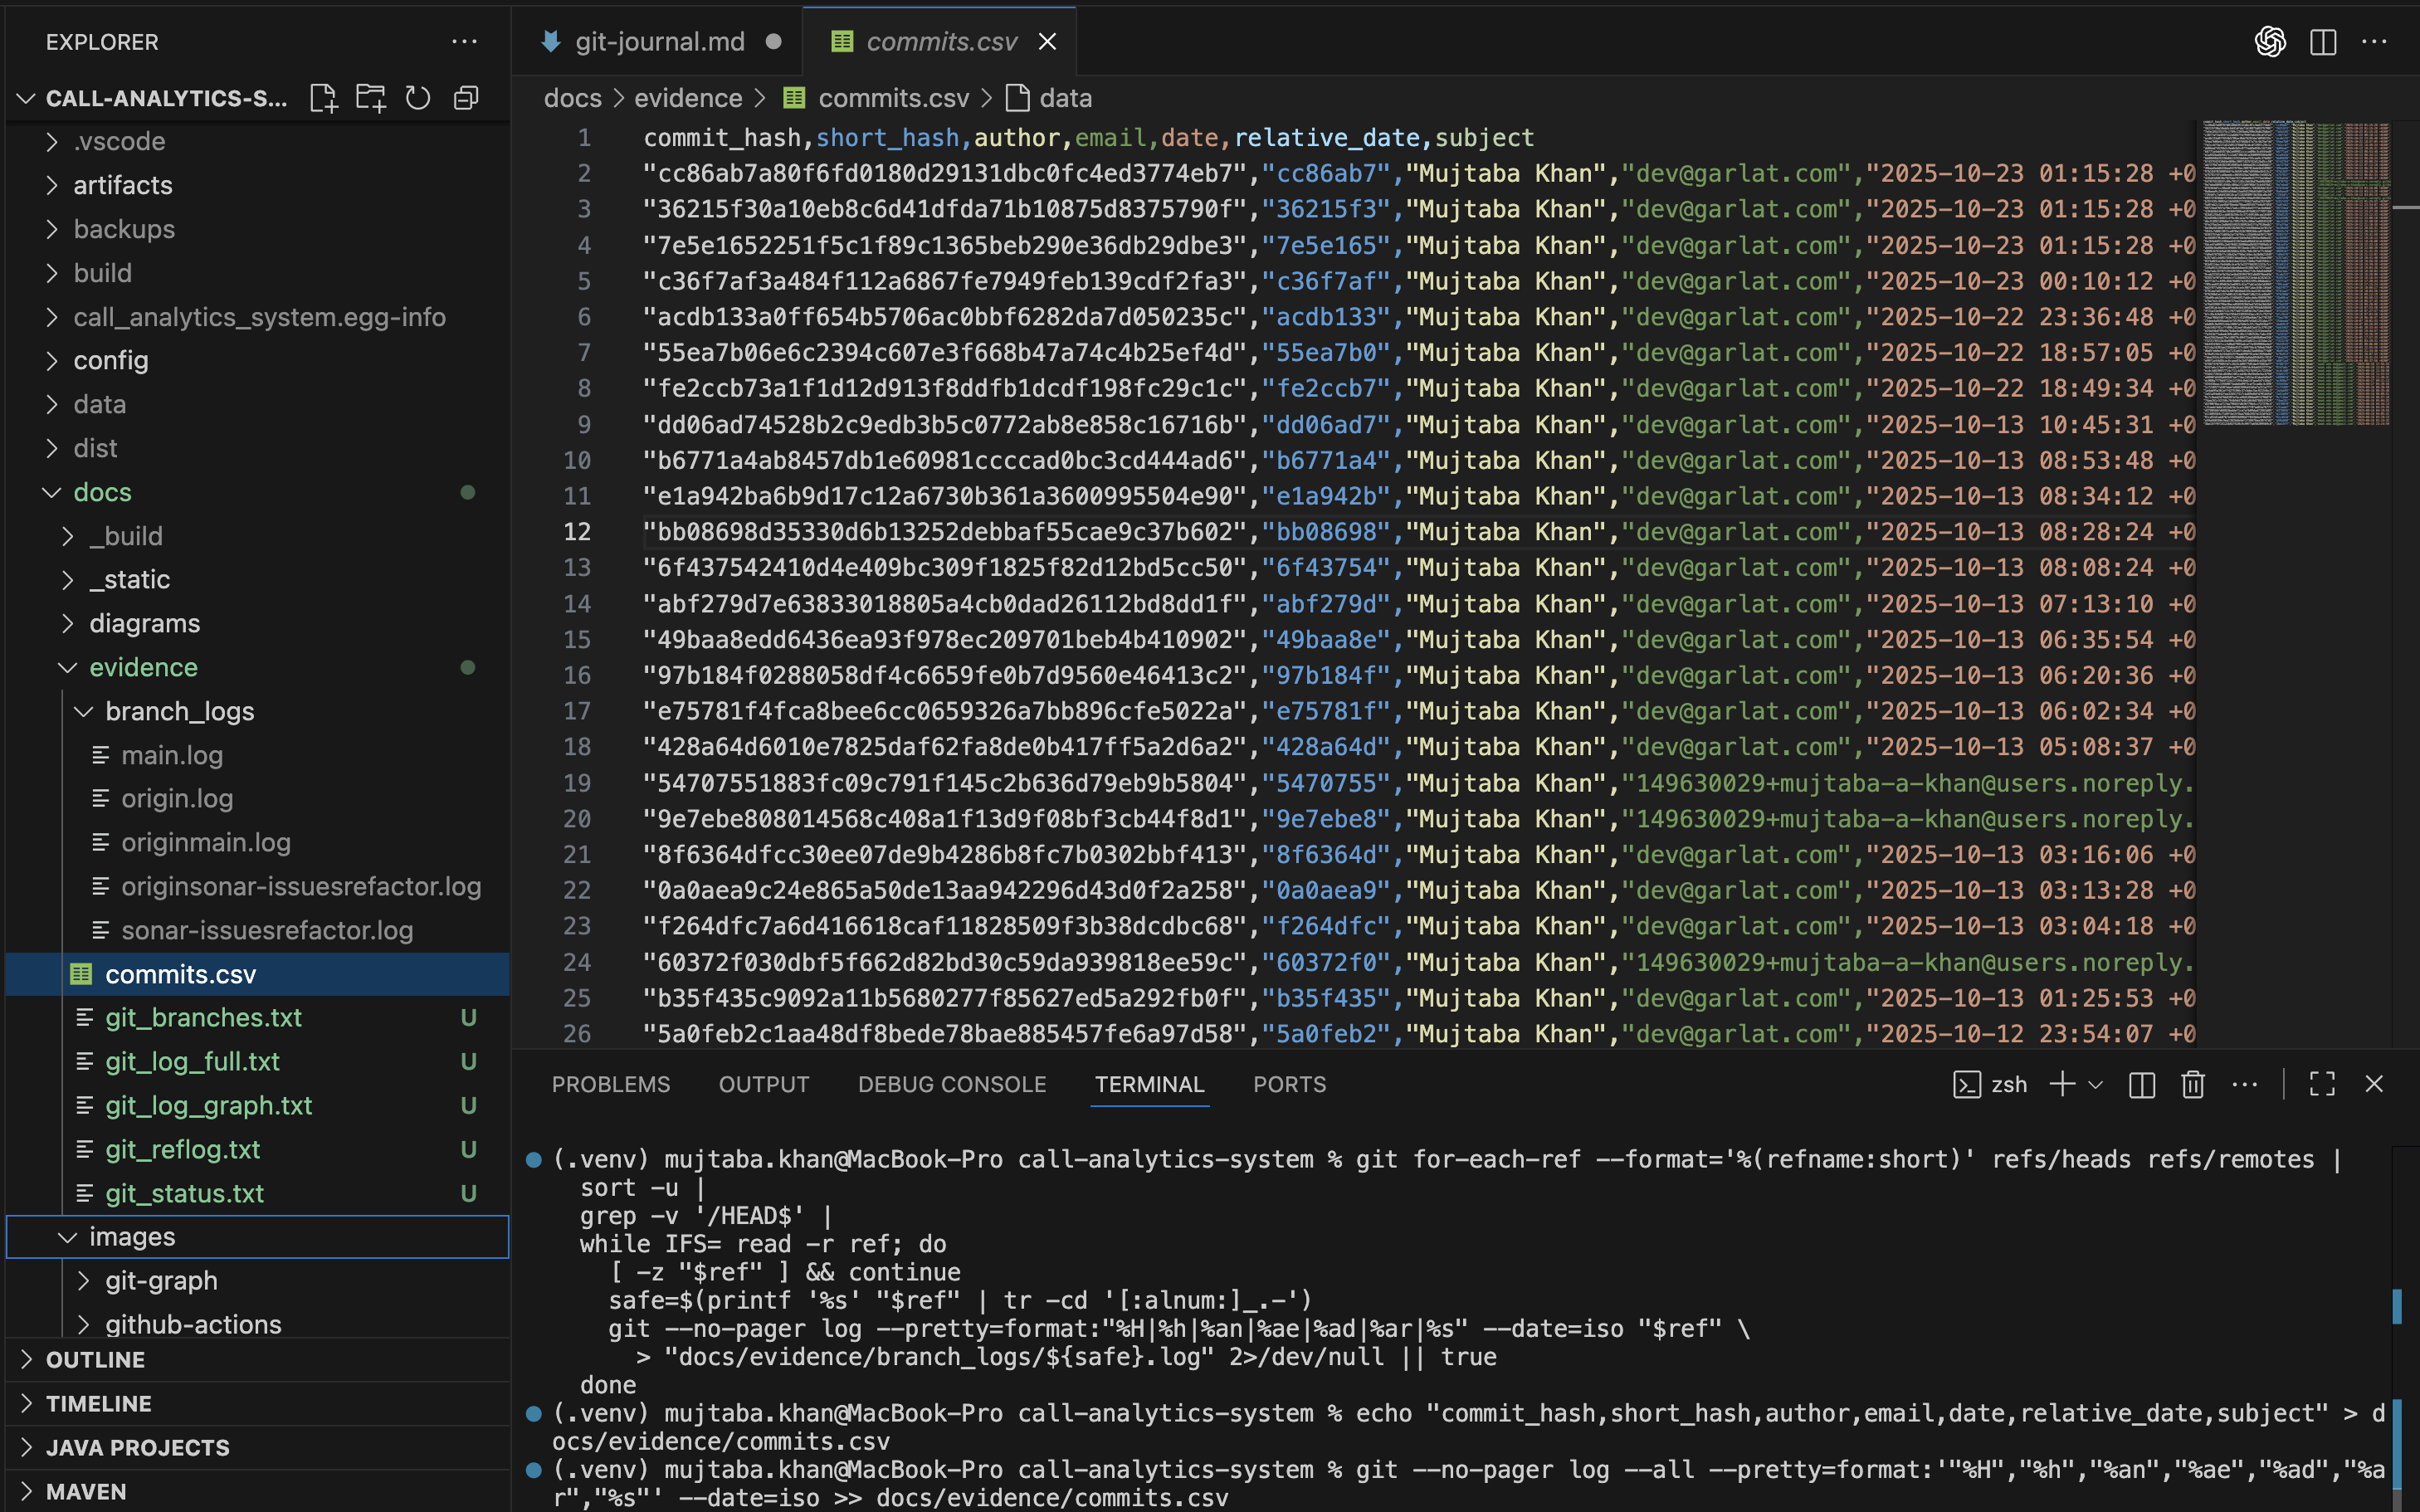 EXPLORER
CALL-ANALYTICS-S...
.vscode
artifacts
backups
build
call_analytics_system.egg-info
config
data
dist
docs
_build
_static
diagrams
evidence
branch_logs
main.log
origin.log
originmain.log
originsonar-issuesrefactor.log
sonar-issuesrefactor.log
commits.csv
git_branches.txt U
git_log_full.txt U
git_log_graph.txt U
git_reflog.txt U
git_status.txt U
images
git-graph
github-actions
OUTLINE
TIMELINE
JAVA PROJECTS
MAVEN
git-journal.md
commits.csv
docs > evidence > commits.csv > data
1 commit_hash,short_hash,author,email,date,relative_date,subject
2 "cc86ab7a80f6fd0180d29131dbc0fc4ed3774eb7","cc86ab7","Mujtaba Khan","dev@garlat.com","2025-10-23 01:15:28 +0
3 "36215f30a10eb8c6d41dfda71b10875d8375790f","36215f3","Mujtaba Khan","dev@garlat.com","2025-10-23 01:15:28 +0
4 "7e5e1652251f5c1f89c1365beb290e36db29dbe3","7e5e165","Mujtaba Khan","dev@garlat.com","2025-10-23 01:15:28 +0
5 "c36f7af3a484f112a6867fe7949feb139cdf2fa3","c36f7af","Mujtaba Khan","dev@garlat.com","2025-10-23 00:10:12 +0
6 "acdb133a0ff654b5706ac0bbf6282da7d050235c","acdb133","Mujtaba Khan","dev@garlat.com","2025-10-22 23:36:48 +0
7 "55ea7b06e6c2394c607e3f668b47a74c4b25ef4d","55ea7b0","Mujtaba Khan","dev@garlat.com","2025-10-22 18:57:05 +0
8 "fe2ccb73a1f1d12d913f8ddfb1dcdf198fc29c1c","fe2ccb7","Mujtaba Khan","dev@garlat.com","2025-10-22 18:49:34 +0
9 "dd06ad74528b2c9edb3b5c0772ab8e858c16716b","dd06ad7","Mujtaba Khan","dev@garlat.com","2025-10-13 10:45:31 +0
10 "b6771a4ab8457db1e60981ccccad0bc3cd444ad6","b6771a4","Mujtaba Khan","dev@garlat.com","2025-10-13 08:53:48 +0
11 "e1a942ba6b9d17c12a6730b361a3600995504e90","e1a942b","Mujtaba Khan","dev@garlat.com","2025-10-13 08:34:12 +0
12 "bb08698d35330d6b13252debbaf55cae9c37b602","bb08698","Mujtaba Khan","dev@garlat.com","2025-10-13 08:28:24 +0
13 "6f437542410d4e409bc309f1825f82d12bd5cc50","6f43754","Mujtaba Khan","dev@garlat.com","2025-10-13 08:08:24 +0
14 "abf279d7e63833018805a4cb0dad26112bd8dd1f","abf279d","Mujtaba Khan","dev@garlat.com","2025-10-13 07:13:10 +0
15 "49baa8edd6436ea93f978ec209701beb4b410902","49baa8e","Mujtaba Khan","dev@garlat.com","2025-10-13 06:35:54 +0
16 "97b184f0288058df4c6659fe0b7d9560e46413c2","97b184f","Mujtaba Khan","dev@garlat.com","2025-10-13 06:20:36 +0
17 "e75781f4fca8bee6cc0659326a7bb896cfe5022a","e75781f","Mujtaba Khan","dev@garlat.com","2025-10-13 06:02:34 +0
18 "428a64d6010e7825daf62fa8de0b417ff5a2d6a2","428a64d","Mujtaba Khan","dev@garlat.com","2025-10-13 05:08:37 +0
19 "54707551883fc09c791f145c2b636d79eb9b5804","5470755","Mujtaba Khan","149630029+mujtaba-a-khan@users.noreply.
20 "9e7ebe808014568c408a1f13d9f08bf3cb44f8d1","9e7ebe8","Mujtaba Khan","149630029+mujtaba-a-khan@users.noreply.
21 "8f6364dfcc30ee07de9b4286b8fc7b0302bbf413","8f6364d","Mujtaba Khan","dev@garlat.com","2025-10-13 03:16:06 +0
22 "0a0aea9c24e865a50de13aa942296d43d0f2a258","0a0aea9","Mujtaba Khan","dev@garlat.com","2025-10-13 03:13:28 +0
23 "f264dfc7a6d416618caf11828509f3b38dcdbc68","f264dfc","Mujtaba Khan","dev@garlat.com","2025-10-13 03:04:18 +0
24 "60372f030dbf5f662d82bd30c59da939818ee59c","60372f0","Mujtaba Khan","149630029+mujtaba-a-khan@users.noreply.
25 "b35f435c9092a11b5680277f85627ed5a292fb0f","b35f435","Mujtaba Khan","dev@garlat.com","2025-10-13 01:25:53 +0
26 "5a0feb2c1aa48df8bede78bae885457fe6a97d58","5a0feb2","Mujtaba Khan","dev@garlat.com","2025-10-12 23:54:07 +0
PROBLEMS OUTPUT DEBUG CONSOLE TERMINAL PORTS zsh
(.venv) mujtaba.khan@MacBook-Pro call-analytics-system % git for-each-ref --format='%(refname:short)' refs/heads refs/remotes |
sort -u |
grep -v '/HEAD$' |
while IFS= read -r ref; do
[ -z "$ref" ] && continue
safe=$(printf '%s' "$ref" | tr -cd '[:alnum:]_.-')
git --no-pager log --pretty=format:"%H|%h|%an|%ae|%ad|%ar|%s" --date=iso "$ref" \
> "docs/evidence/branch_logs/${safe}.log" 2>/dev/null || true
done
(.venv) mujtaba.khan@MacBook-Pro call-analytics-system % echo "commit_hash,short_hash,author,email,date,relative_date,subject" > d
ocs/evidence/commits.csv
(.venv) mujtaba.khan@MacBook-Pro call-analytics-system % git --no-pager log --all --pretty=format:'"%H","%h","%an","%ae","%ad","%a
r","%s"' --date=iso >> docs/evidence/commits.csv